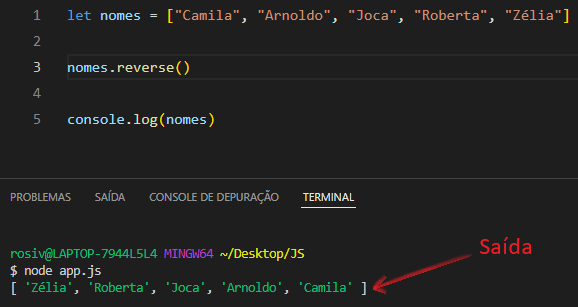 1 let nomes = ["Camila", "Arnoldo", "Joca", "Roberta", "Zélia"]
2
3 nomes.reverse()
4
5 console.log(nomes)
PROBLEMAS SAÍDA CONSOLE DE DEPURAÇÃO TERMINAL
Saída
rosiv@LAPTOP-7944L5L4 MINGW64 ~/Desktop/JS
$ node app.js
[ 'Zélia', 'Roberta', 'Joca', 'Arnoldo', 'Camila' ]